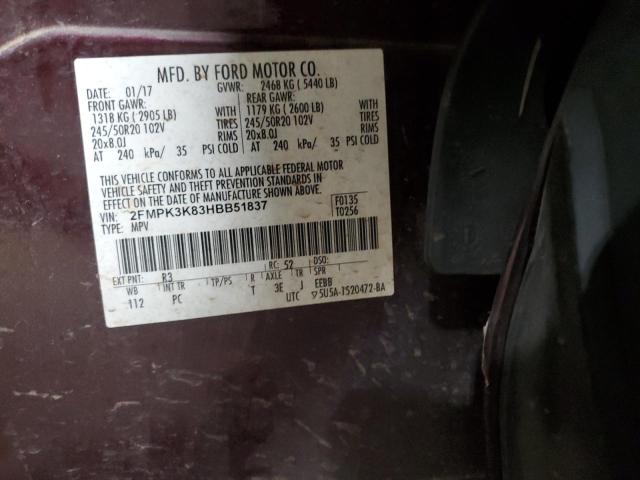 MFD. BY FORD MOTOR CO.
DATE: 01/17 GVWR: 2468 KG ( 5440 LB)
FRONT GAWR: REAR GAWR:
1318 KG ( 2905 LB) WITH 1179 KG ( 2600 LB) WITH
245/50R20 102V TIRES 245/50R20 102V TIRES
20x8.0J RIMS 20x8.0J RIMS
AT 240 kPa/ 35 PSI COLD AT 240 kPa/ 35 PSI COLD
THIS VEHICLE CONFORMS TO ALL APPLICABLE FEDERAL MOTOR
VEHICLE SAFETY AND THEFT PREVENTION STANDARDS IN
EFFECT ON THE DATE OF MANUFACTURE SHOWN ABOVE.
VIN: 2FMPK3K83HBB51837 F0135
TYPE: MPV T0256
EXT PNT: R3 RC: 52 DSO:
WB INT TR TP/PS R AXLE TR SPR
112 PC T 3E J EEBB
UTC ▽5U5A-1520472-BA